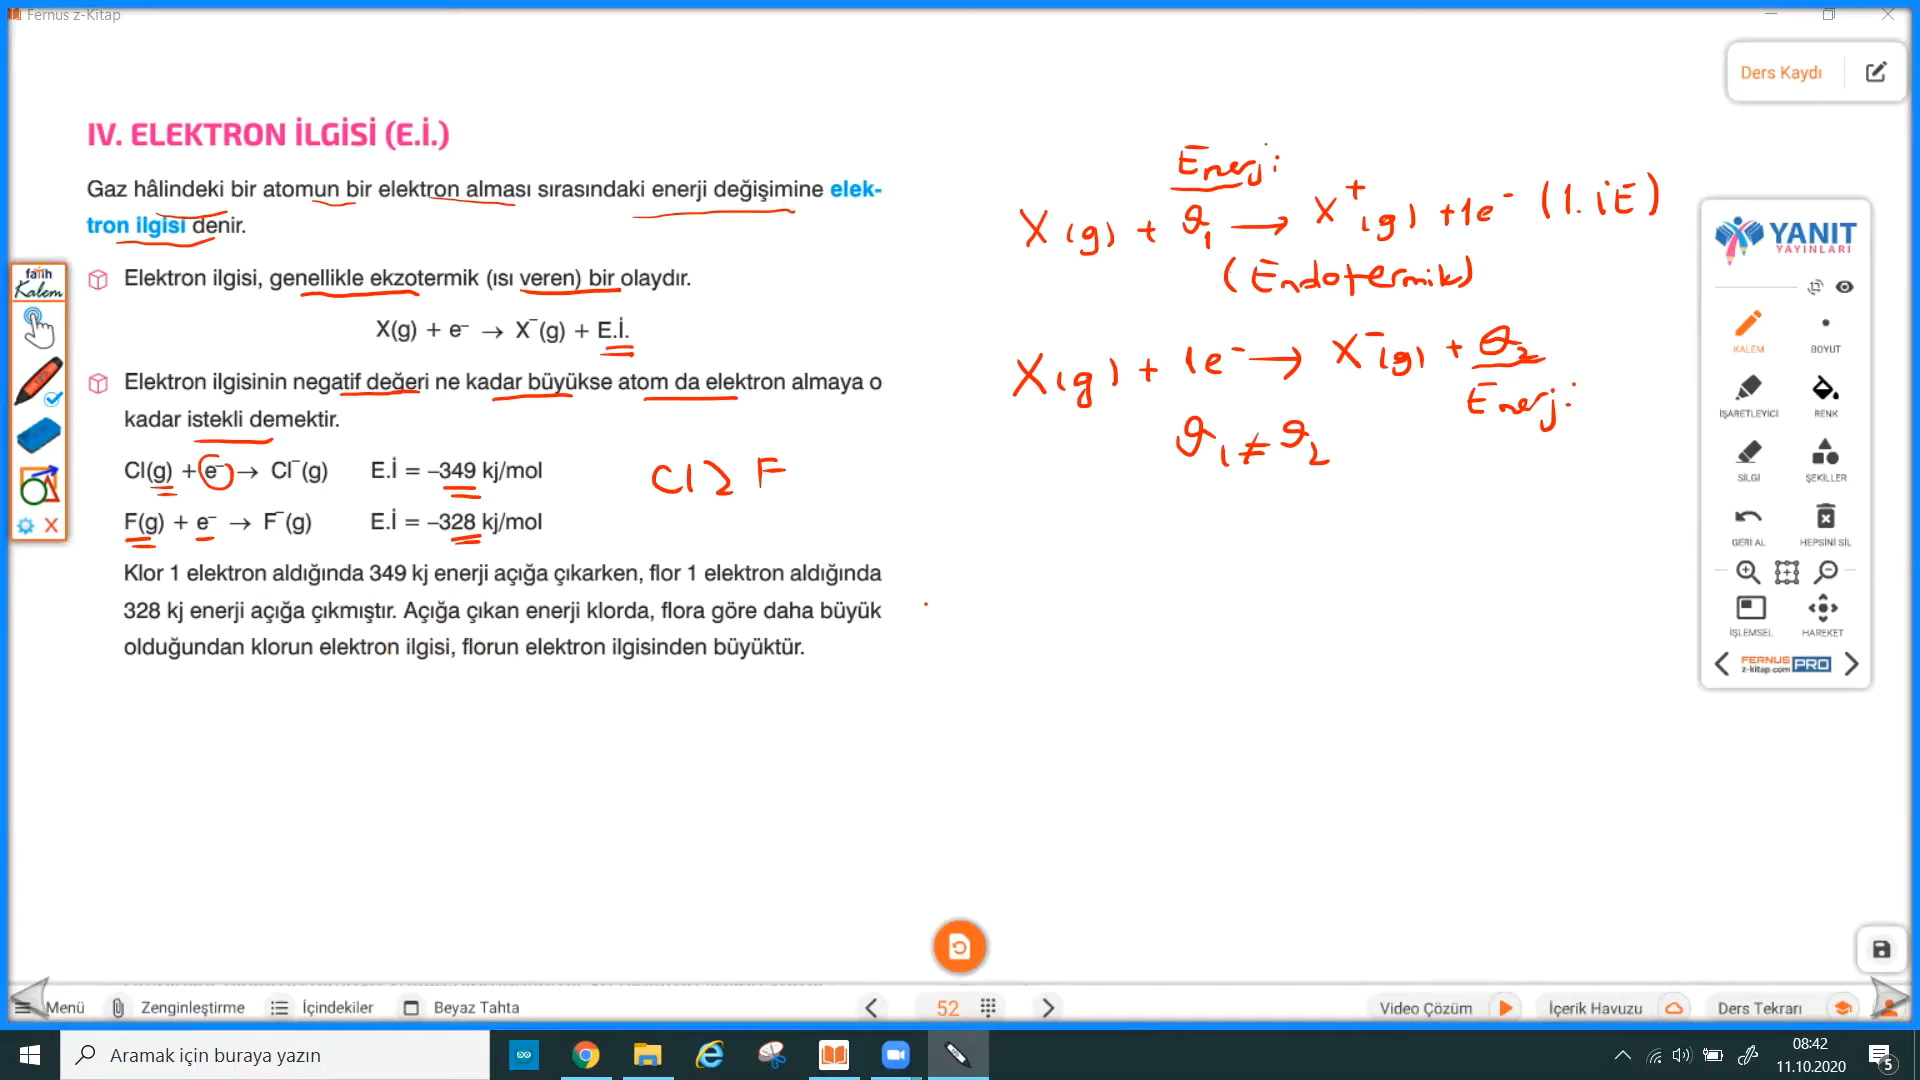 Fernus z-Kitap
Ders Kaydı
IV. ELEKTRON İLGİSİ (E.İ.)
Gaz hâlindeki bir atomun bir elektron alması sırasındaki enerji değişimine elek-
tron ilgisi denir.
Elektron ilgisi, genellikle ekzotermik (ısı veren) bir olaydır.
X(g) + e⁻ → X⁻(g) + E.İ.
Elektron ilgisinin negatif değeri ne kadar büyükse atom da elektron almaya o
kadar istekli demektir.
Cl(g) + e⁻ → Cl⁻(g) E.İ = –349 kj/mol
F(g) + e⁻ → F⁻(g) E.İ = –328 kj/mol
Klor 1 elektron aldığında 349 kj enerji açığa çıkarken, flor 1 elektron aldığında
328 kj enerji açığa çıkmıştır. Açığa çıkan enerji klorda, flora göre daha büyük
olduğundan klorun elektron ilgisi, florun elektron ilgisinden büyüktür.
Cl > F
Enerji
X(g) + Q₁ → X⁺(g) + 1e⁻ (1. İE)
(Endotermik)
X(g) + 1e⁻ → X⁻(g) + Q₂
Enerji
Q₁ ≠ Q₂
fatih
Kalem
YANIT
YAYINLARI
KALEM
BOYUT
İŞARETLEYİCİ
RENK
SİLGİ
ŞEKİLLER
GERİ AL
HEPSİNİ SİL
İŞLEMSEL
HAREKET
FERNUS
z-kitap.com PRO
Menü
Zenginleştirme
İçindekiler
Beyaz Tahta
52
Video Çözüm
İçerik Havuzu
Ders Tekrarı
Aramak için buraya yazın
08:42
11.10.2020
5